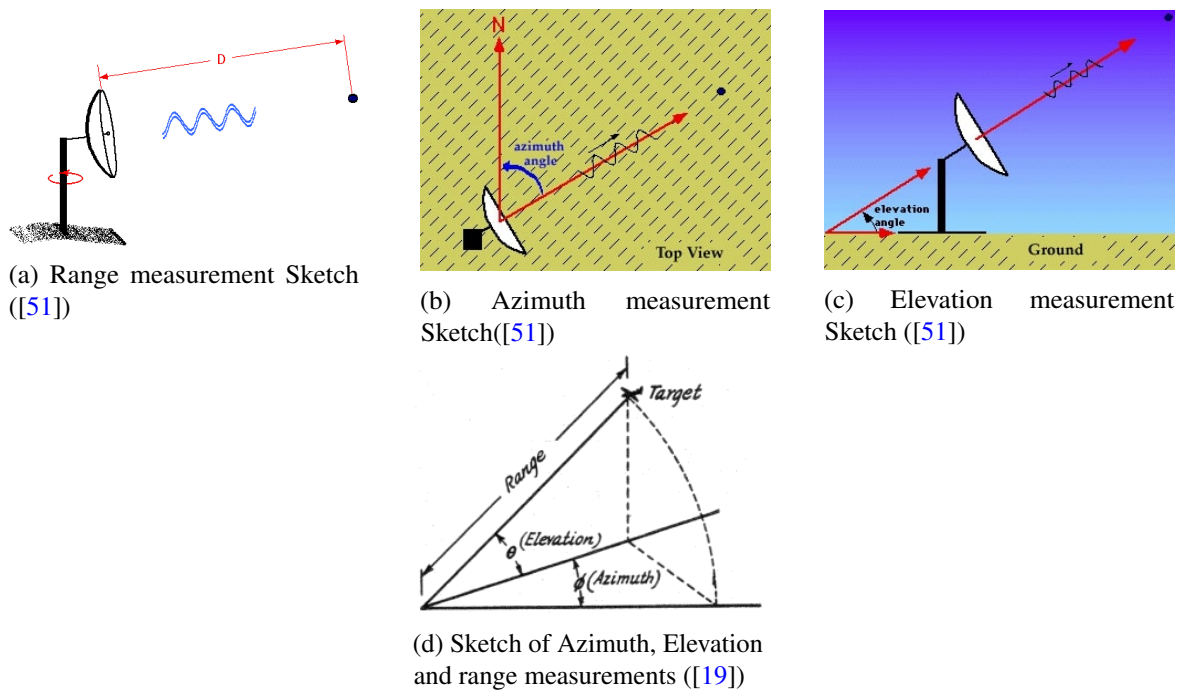 D
(a) Range measurement Sketch
([51])
N
azimuth
angle
Top View
(b) Azimuth measurement
Sketch([51])
elevation
angle
Ground
(c) Elevation measurement
Sketch ([51])
Target
Range
θ (Elevation)
ϕ (Azimuth)
(d) Sketch of Azimuth, Elevation
and range measurements ([19])